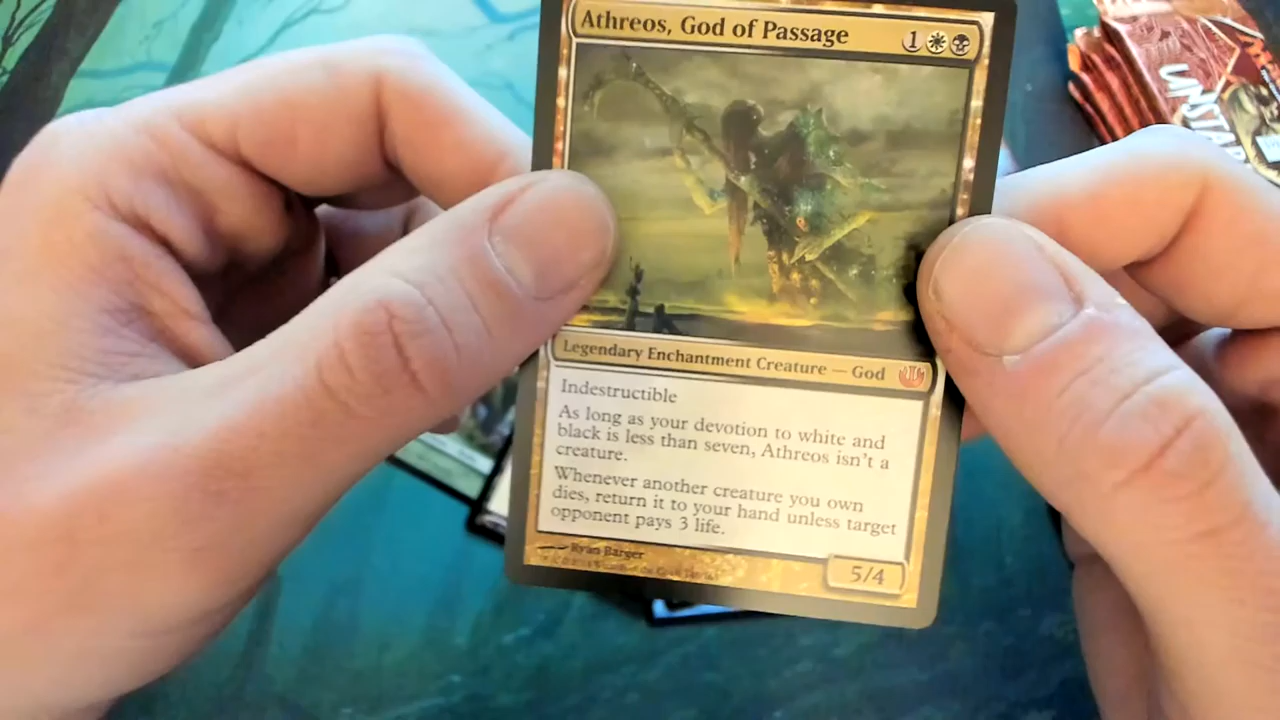 Athreos, God of Passage 1
Legendary Enchantment Creature — God
Indestructible
As long as your devotion to white and
black is less than seven, Athreos isn't a
creature.
Whenever another creature you own
dies, return it to your hand unless target
opponent pays 3 life.
Ryan Barger
5/4
UNSTAB